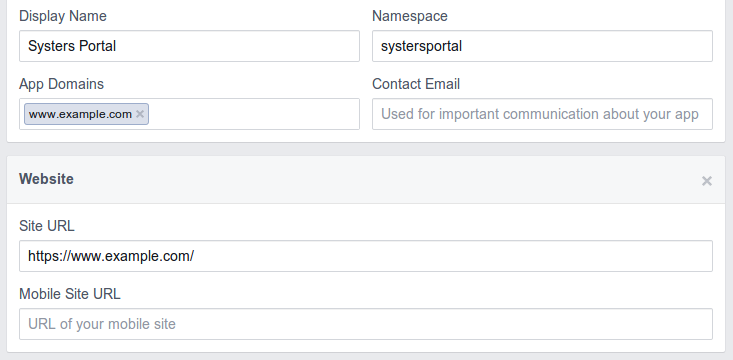 Display Name
Namespace
Systers Portal
systersportal
App Domains
Contact Email
www.example.com ×
Used for important communication about your app
Website
×
Site URL
https://www.example.com/
Mobile Site URL
URL of your mobile site